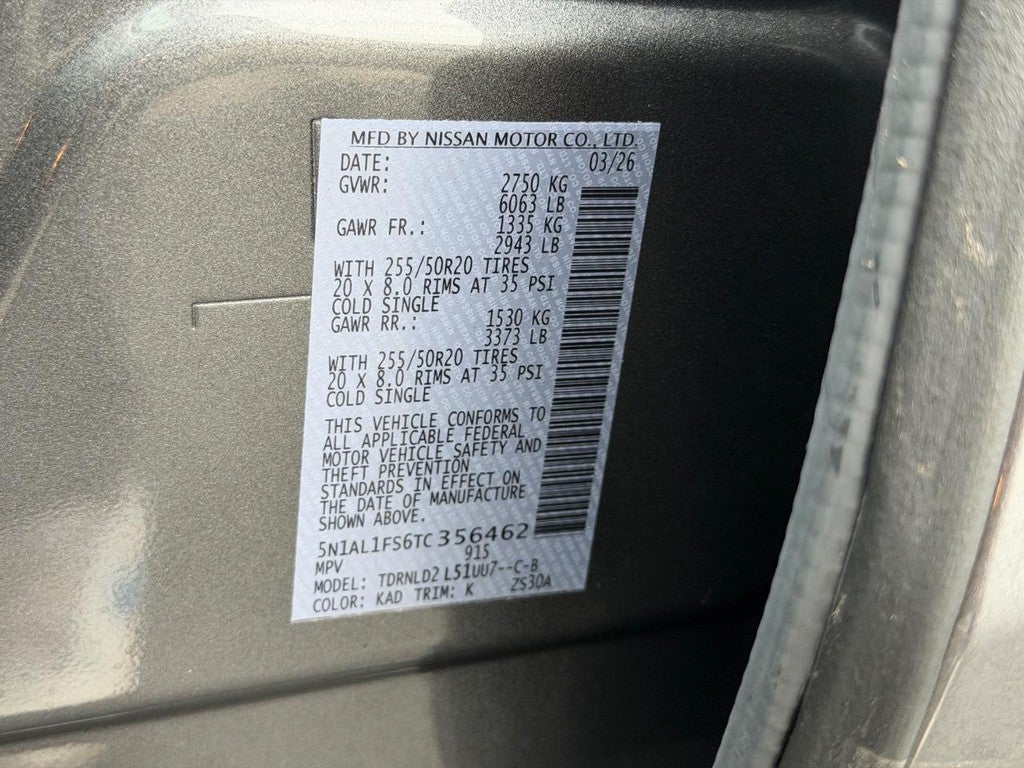 MFD BY NISSAN MOTOR CO., LTD.
DATE: 03/26
GVWR: 2750 KG
6063 LB
GAWR FR.: 1335 KG
2943 LB
WITH 255/50R20 TIRES
20 X 8.0 RIMS AT 35 PSI
COLD SINGLE
GAWR RR.: 1530 KG
3373 LB
WITH 255/50R20 TIRES
20 X 8.0 RIMS AT 35 PSI
COLD SINGLE
THIS VEHICLE CONFORMS TO
ALL APPLICABLE FEDERAL
MOTOR VEHICLE SAFETY AND
THEFT PREVENTION
STANDARDS IN EFFECT ON
THE DATE OF MANUFACTURE
SHOWN ABOVE.
5N1AL1FS6TC356462
MPV 915
MODEL: TDRNLD2 L51UU7--C-B
COLOR: KAD TRIM: K ZS30A